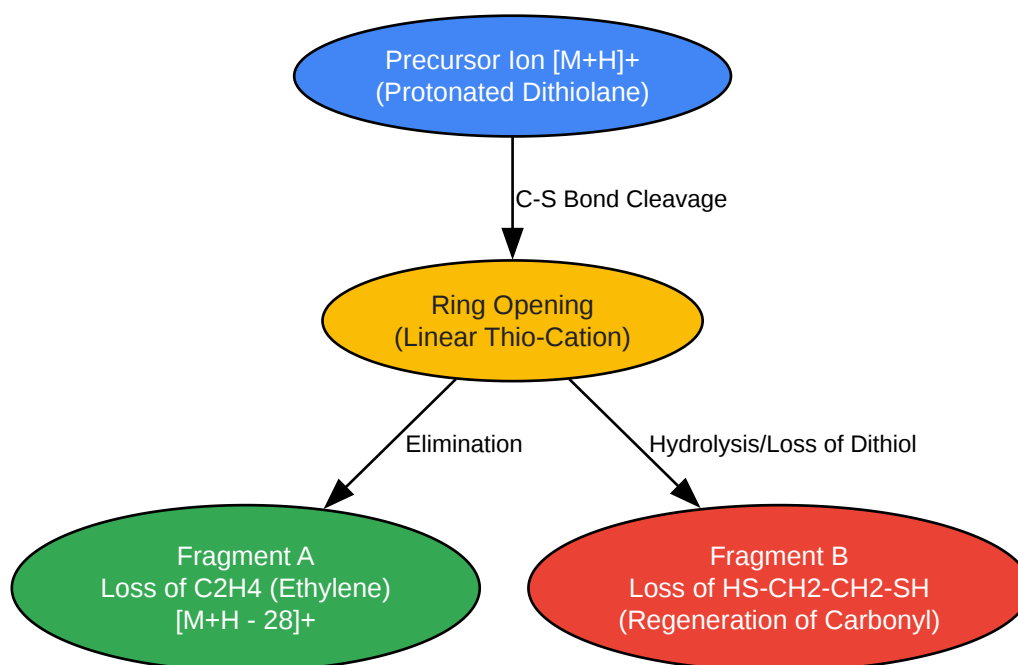 Precursor Ion [M+H]+
(Protonated Dithiolane)
C-S Bond Cleavage
Ring Opening
(Linear Thio-Cation)
Elimination
Hydrolysis/Loss of Dithiol
Fragment A
Loss of C2H4 (Ethylene)
[M+H - 28]+
Fragment B
Loss of HS-CH2-CH2-SH
(Regeneration of Carbonyl)